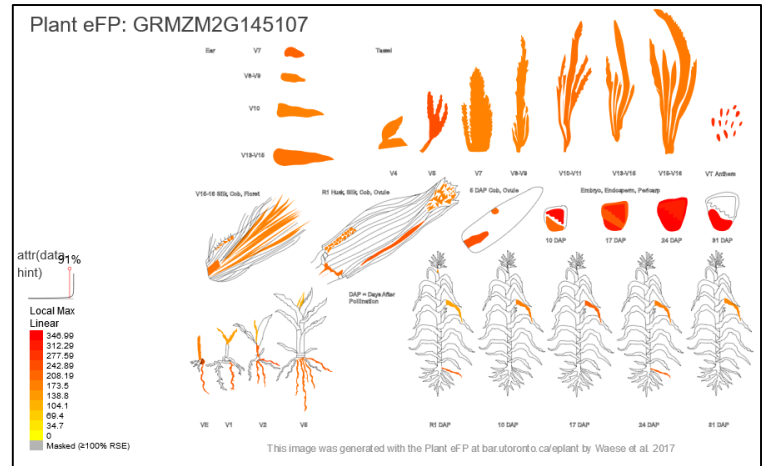 Plant eFP: GRMZM2G145107
Ear
V7
Tassel
V8-V9
V10
V13-V15
V4
V5
V7
V8-V9
V10-V11
V13-V15
V15-V16
VT Anthers
V15-16 Silk, Cob, Floret
R1 Husk, Silk, Cob, Ovule
5 DAP Cob, Ovule
Embryo, Endosperm, Pericarp
10 DAP
17 DAP
24 DAP
31 DAP
attr(data-
hint)
91%
DAP = Days After
Pollination
Local Max
Linear
346.99
312.29
277.59
242.89
208.19
173.5
138.8
104.1
69.4
34.7
0
Masked (≥100% RSE)
VE
V1
V3
R1 DAP
10 DAP
17 DAP
24 DAP
31 DAP
This image was generated with the Plant eFP at bar.utoronto.ca/eplant by Waese et al. 2017